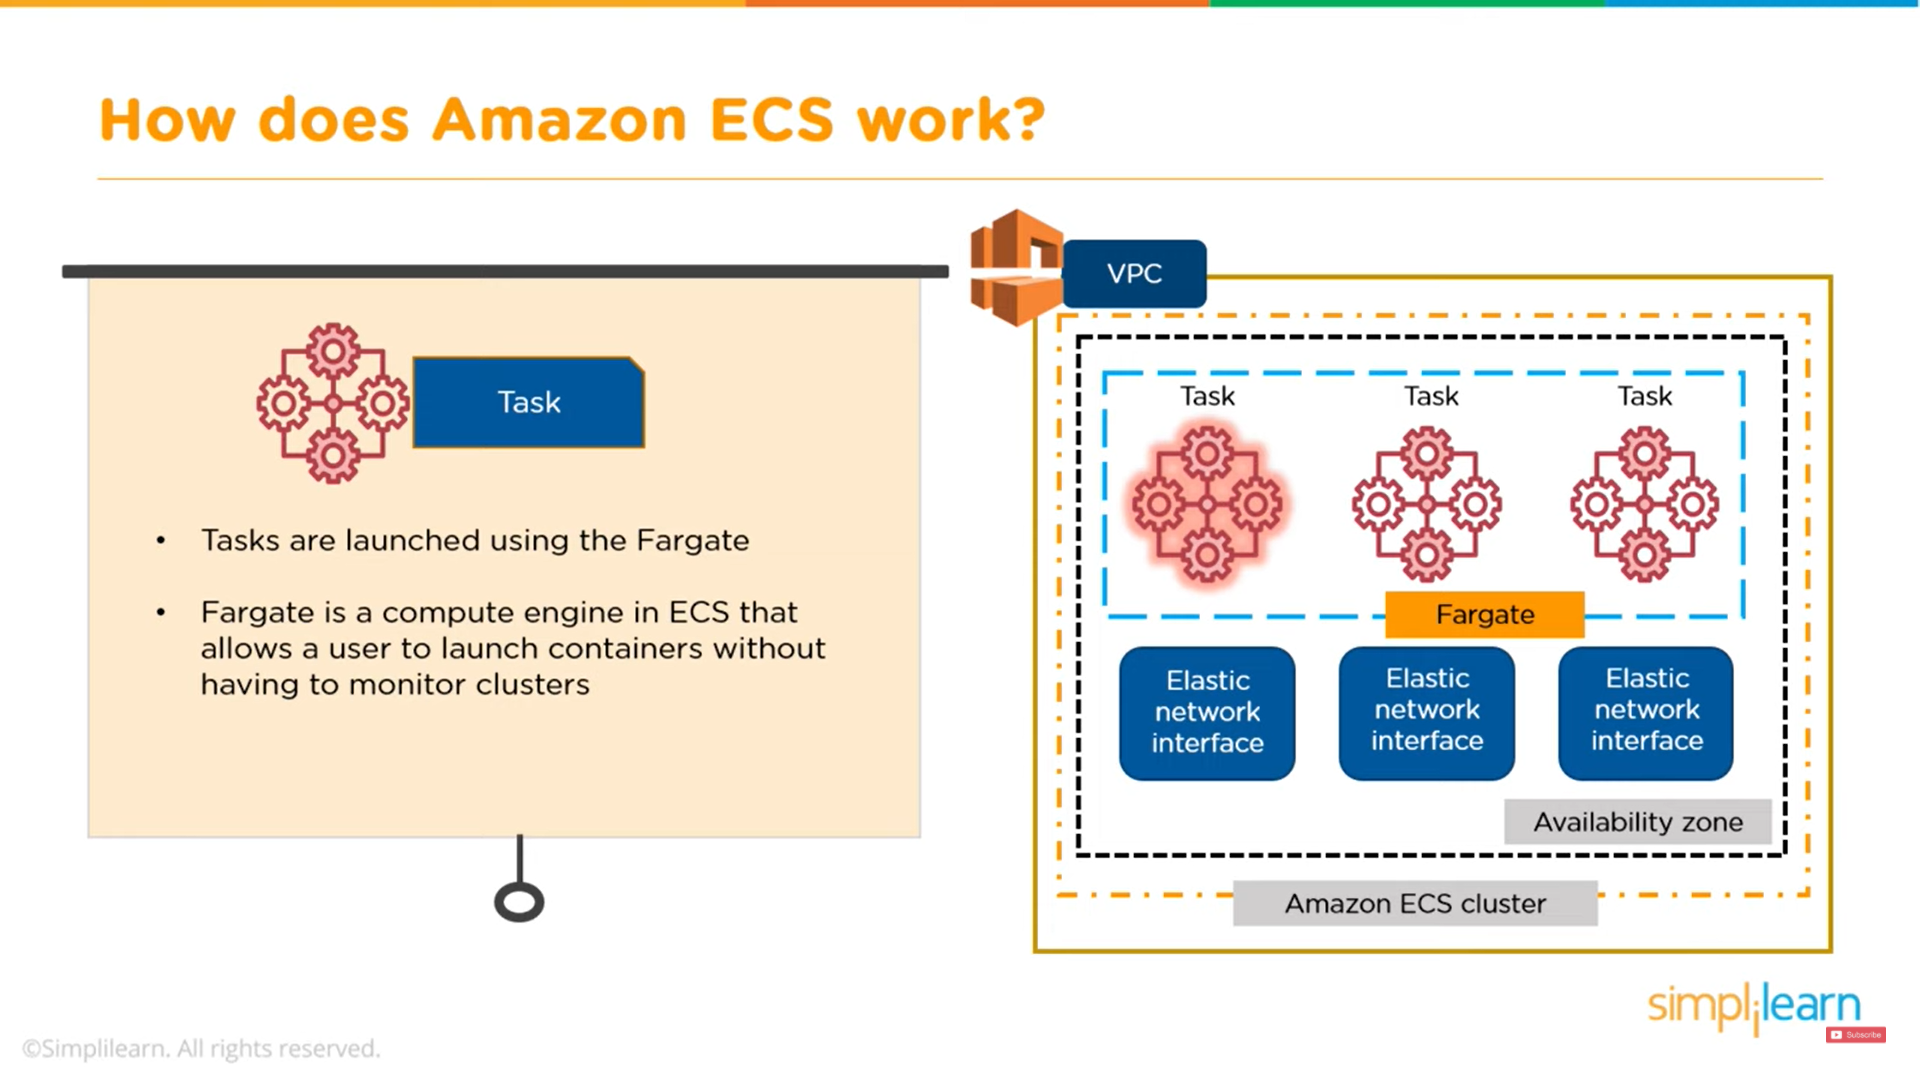 How does Amazon ECS work?
Task
• Tasks are launched using the Fargate
• Fargate is a compute engine in ECS that
allows a user to launch containers without
having to monitor clusters
VPC
Task Task Task
Fargate
Elastic
network
interface
Elastic
network
interface
Elastic
network
interface
Availability zone
Amazon ECS cluster
simplilearn
Subscribe
©Simplilearn. All rights reserved.